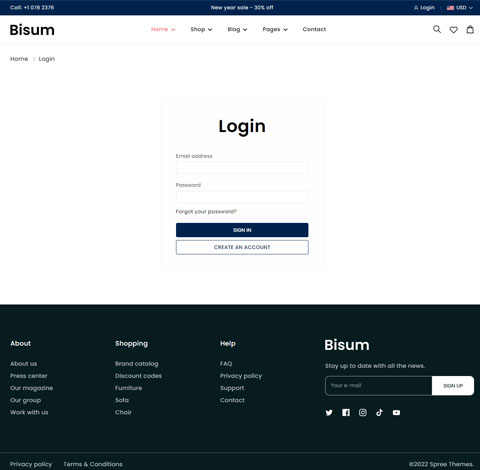 Call: +1 078 2376
New year sale - 30% off
Login
USD
Bisum
Home
Shop
Blog
Pages
Contact
Home > Login
Login
Email address
Password
Forgot your password?
SIGN IN
CREATE AN ACCOUNT
About
About us
Press center
Our magazine
Our group
Work with us
Shopping
Brand catalog
Discount codes
Furniture
Sofa
Chair
Help
FAQ
Privacy policy
Support
Contact
Bisum
Stay up to date with all the news.
Your e-mail
SIGN UP
Privacy policy
Terms & Conditions
©2022 Spree Themes.